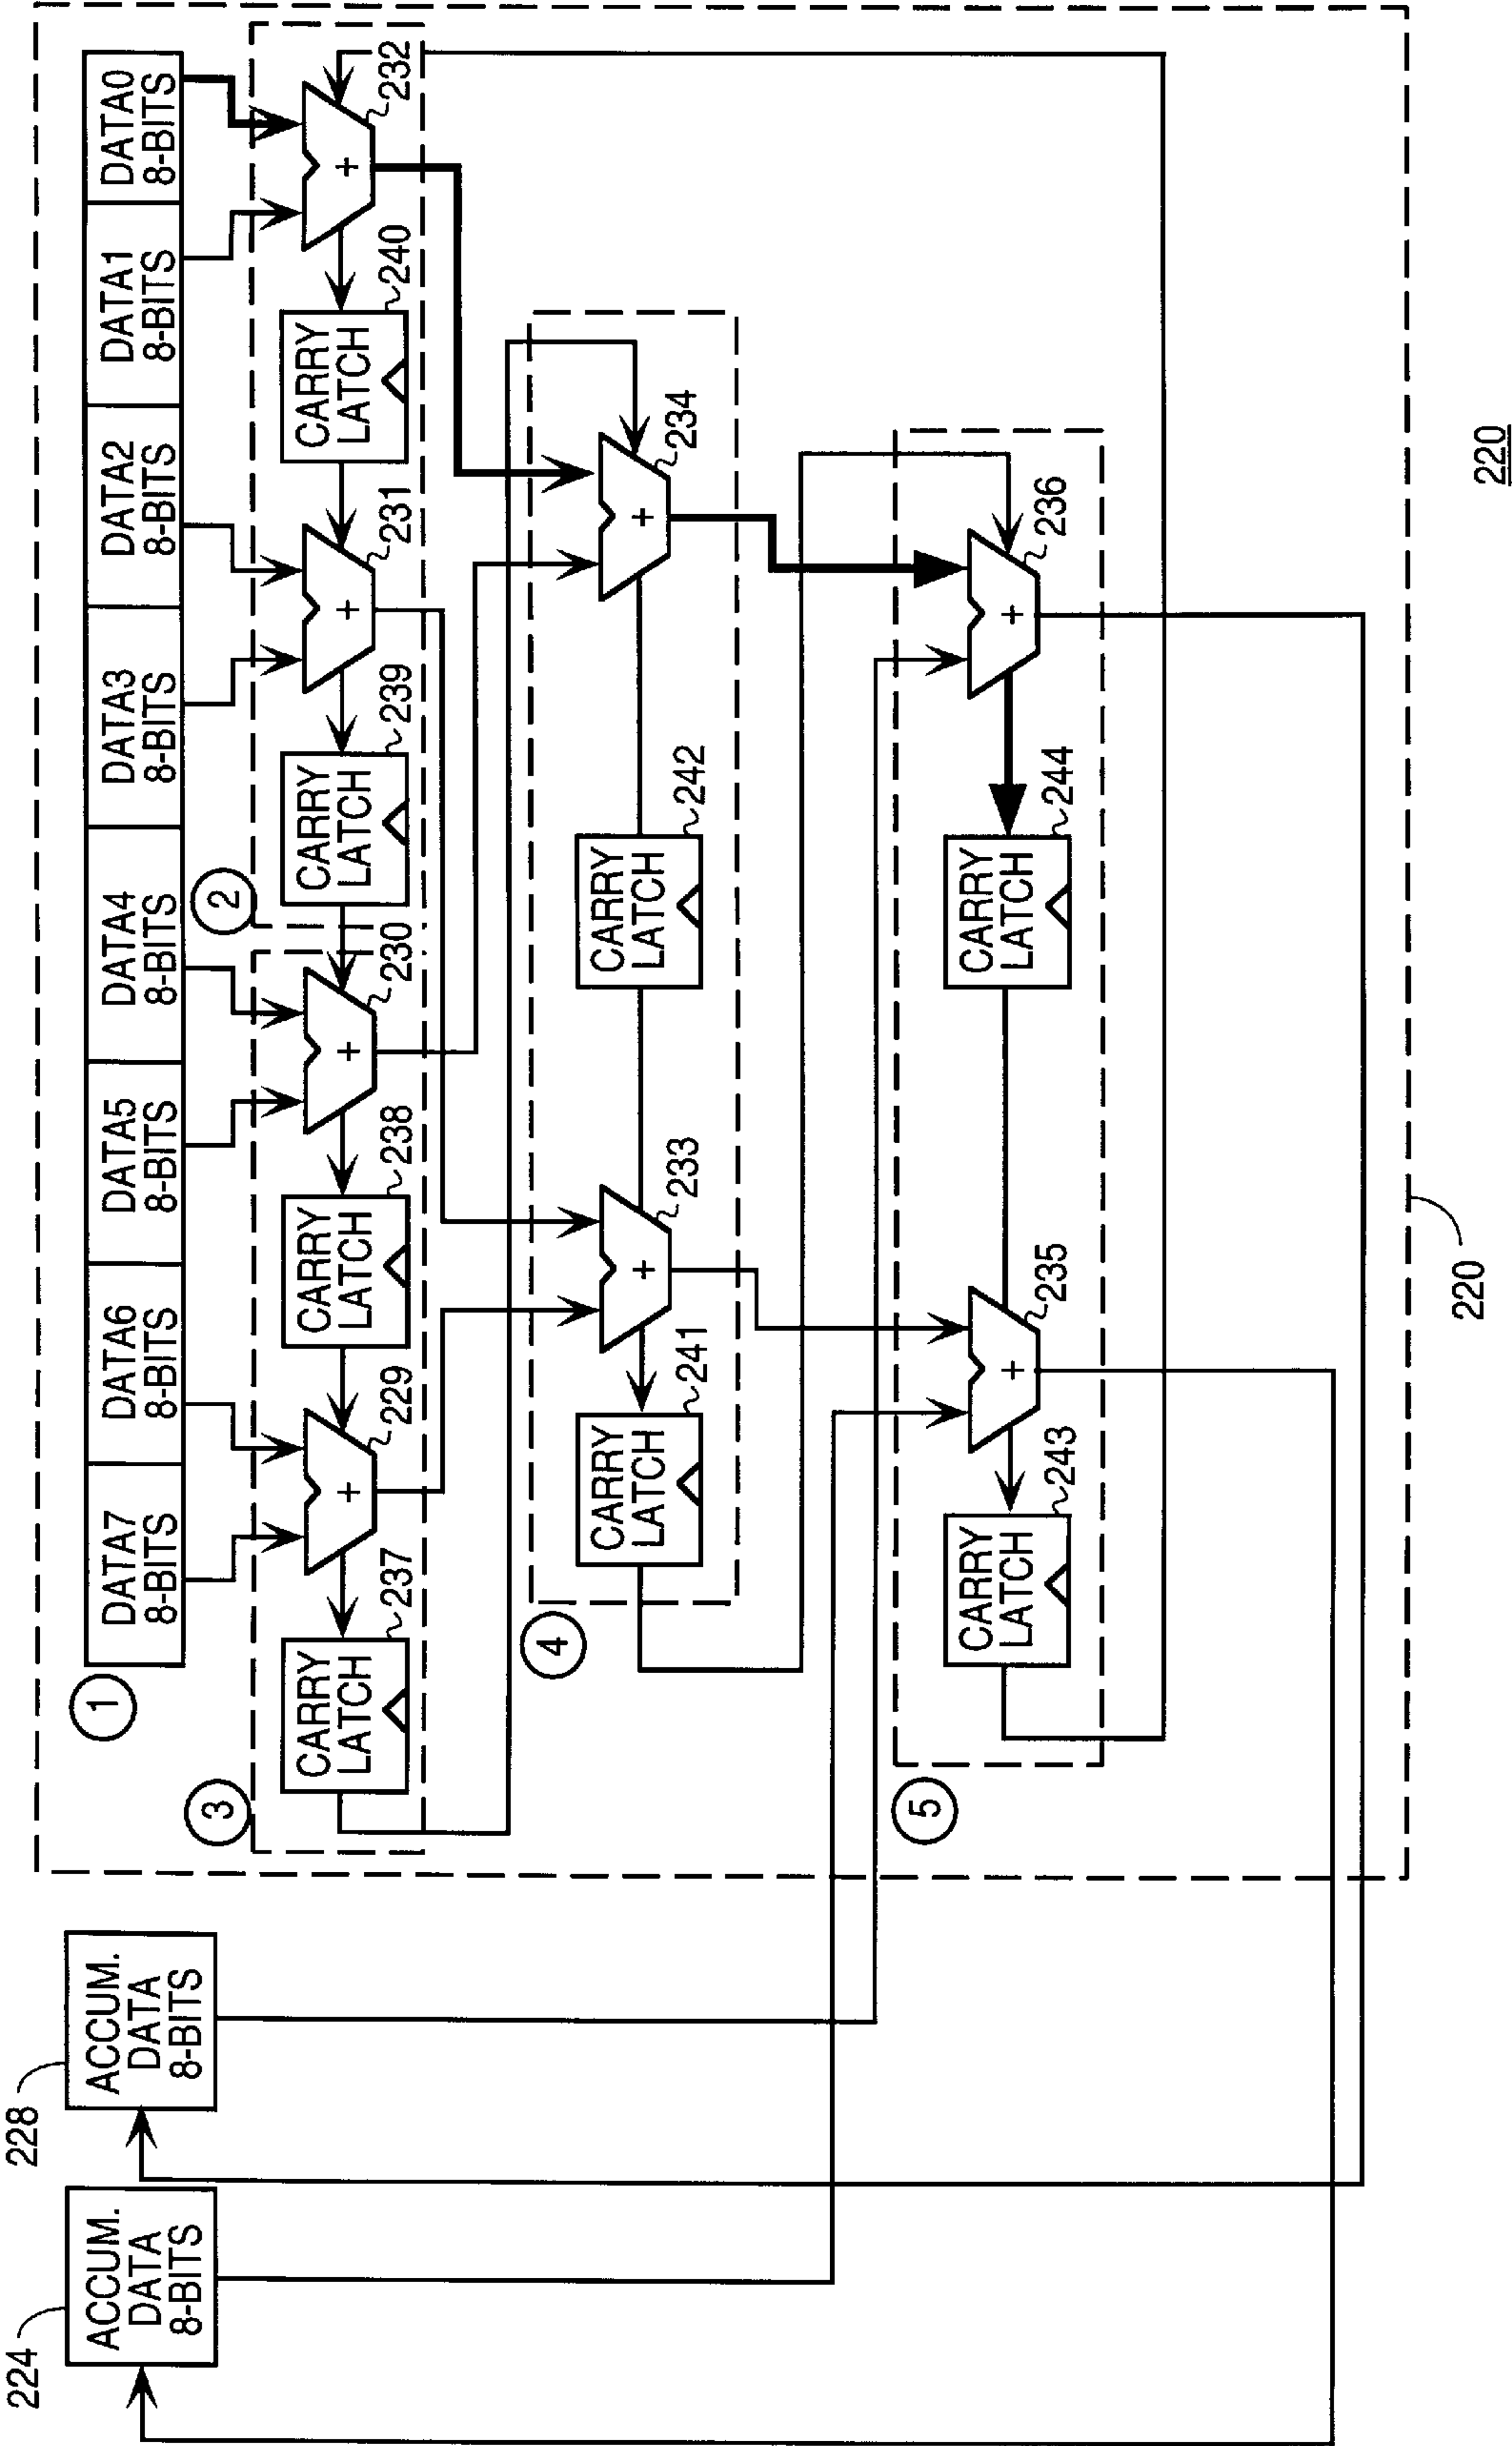 224
ACCUM.
DATA
8-BITS
228
ACCUM.
DATA
8-BITS
1
DATA7
8-BITS
DATA6
8-BITS
DATA5
8-BITS
DATA4
8-BITS
DATA3
8-BITS
DATA2
8-BITS
DATA1
8-BITS
DATA0
8-BITS
3
2
CARRY
LATCH
237
+
229
CARRY
LATCH
238
+
230
CARRY
LATCH
239
+
231
CARRY
LATCH
240
+
232
4
CARRY
LATCH
241
+
233
CARRY
LATCH
242
+
234
5
CARRY
LATCH
243
+
235
CARRY
LATCH
244
+
236
220
220